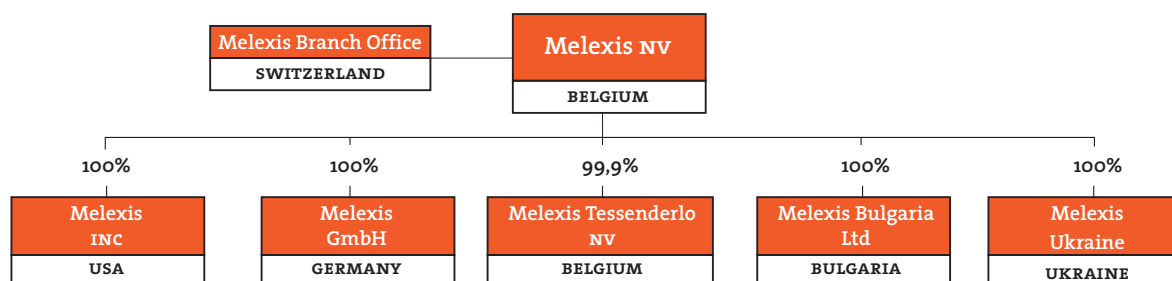 Melexis Branch Office
SWITZERLAND
Melexis NV
BELGIUM
100%
100%
99,9%
100%
100%
Melexis
INC
USA
Melexis
GmbH
GERMANY
Melexis Tessenderlo
NV
BELGIUM
Melexis Bulgaria
Ltd
BULGARIA
Melexis
Ukraine
UKRAINE